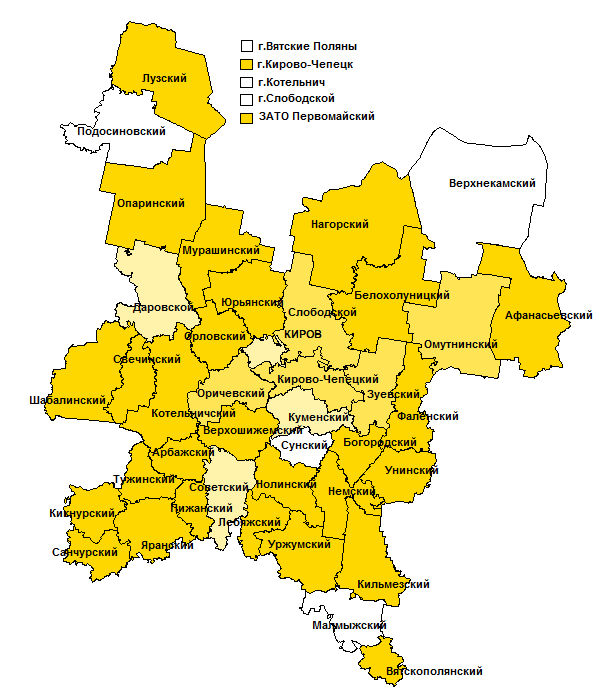 г.Вятские Поляны
г.Кирово-Чепецк
г.Котельнич
г.Слободской
ЗАТО Первомайский
Лузский
Подосиновский
Верхнекамский
Опаринский
Нагорский
Мурашинский
Юрьянский
Белохолуницкий
Даровской
Слободской
Афанасьевский
Орловский
КИРОВ
Омутнинский
Свечинский
Кирово-Чепецкий
Оричевский
Зуевский
Шабалинский
Котельничский
Куменский
Фаленский
Верхошижемский
Сунский
Богородский
Арбажский
Унинский
Тужинский
Советский
Нолинский
Немский
Пижанский
Кикнурский
Лебяжский
Яранский
Уржумский
Санчурский
Кильмезский
Малмыжский
Вятскополянский